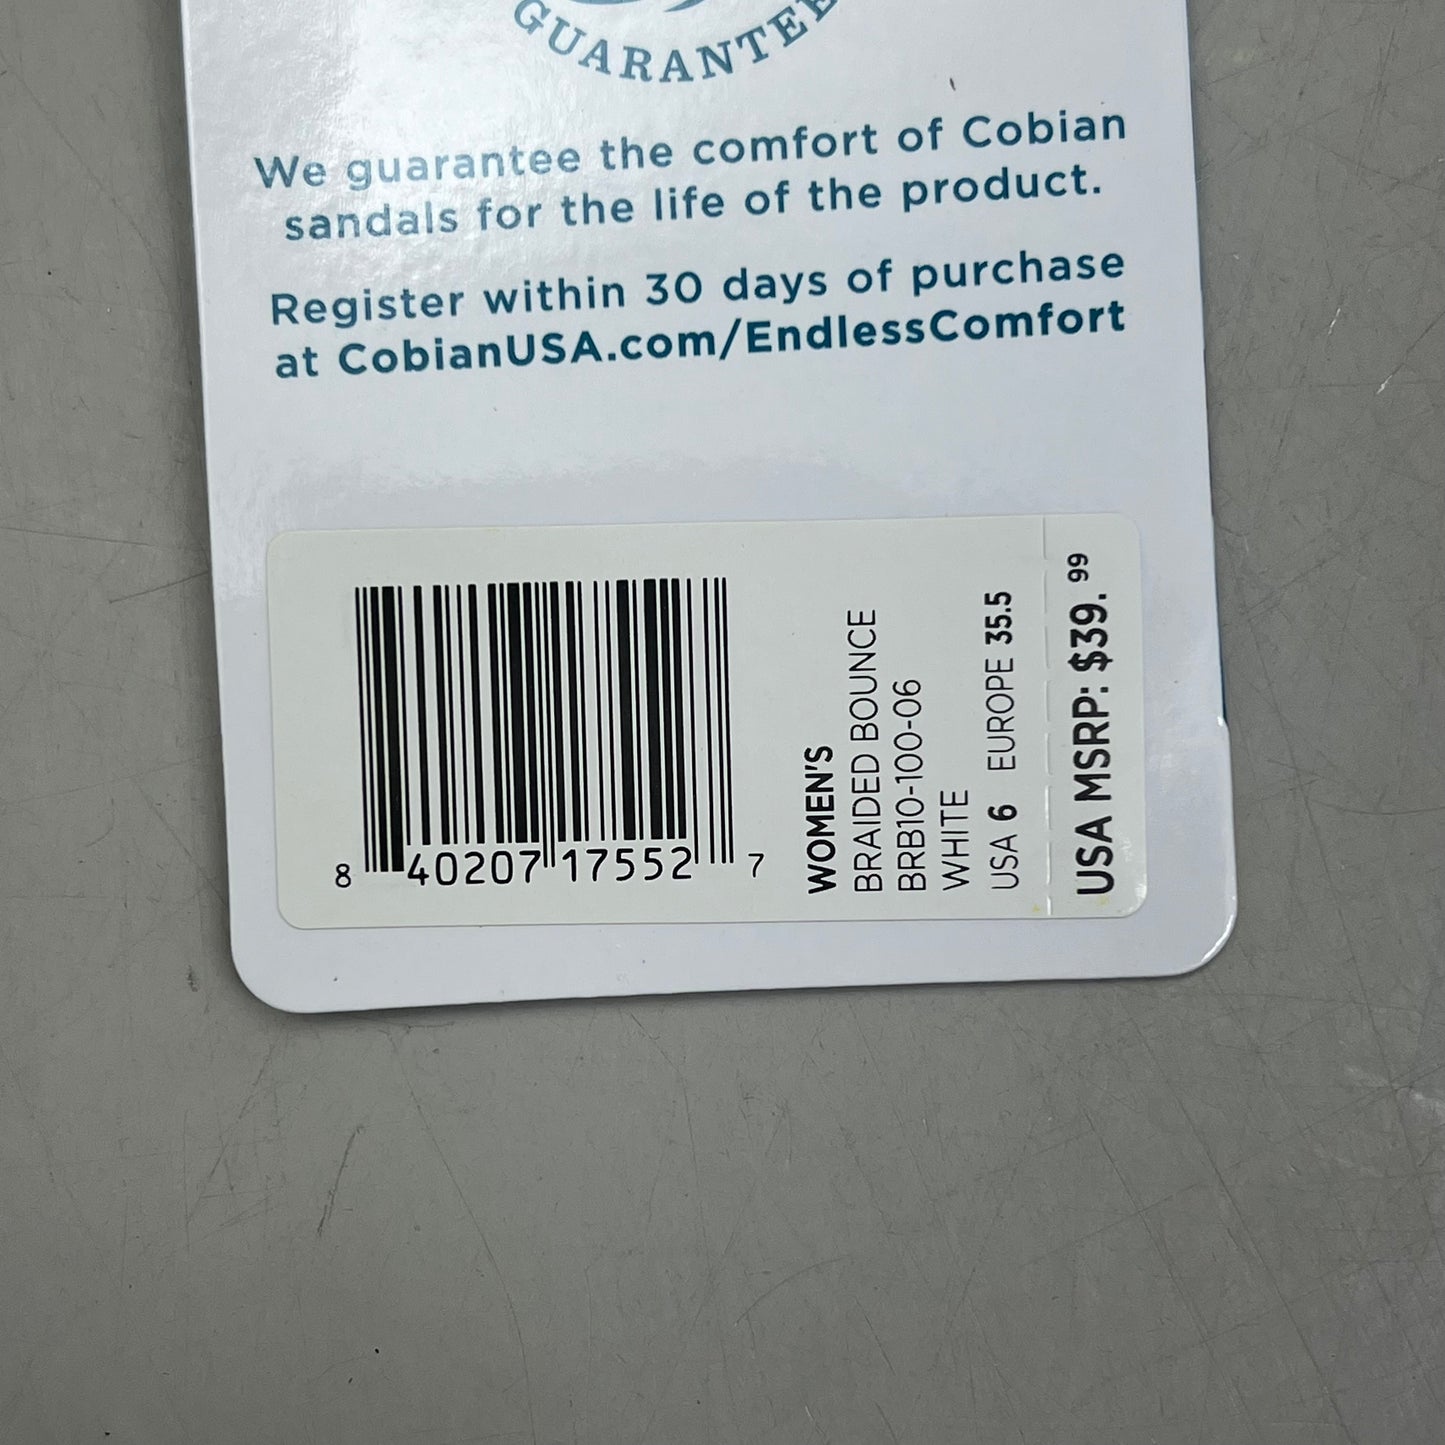 GUARANTEE
We guarantee the comfort of Cobian
sandals for the life of the product.
Register within 30 days of purchase
at CobianUSA.com/EndlessComfort
8 40207 17552 7
WOMEN'S
BRAIDED BOUNCE
BRB10-100-06
WHITE
USA 6 EUROPE 35.5
USA MSRP: $39.99